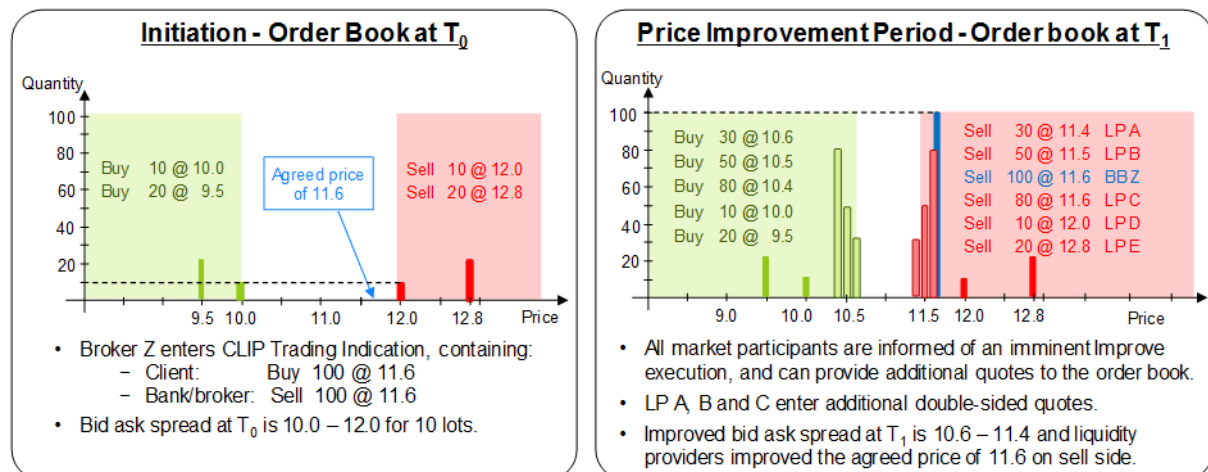 Initiation - Order Book at T0
Quantity
100
80
60
40
20
Buy 10 @ 10.0
Buy 20 @ 9.5
Agreed price
of 11.6
Sell 10 @ 12.0
Sell 20 @ 12.8
9.5 10.0 11.0 12.0 12.8 Price
• Broker Z enters CLIP Trading Indication, containing:
– Client: Buy 100 @ 11.6
– Bank/broker: Sell 100 @ 11.6
• Bid ask spread at T0 is 10.0 – 12.0 for 10 lots.
Price Improvement Period - Order book at T1
Quantity
100
80
60
40
20
Buy 30 @ 10.6
Buy 50 @ 10.5
Buy 80 @ 10.4
Buy 10 @ 10.0
Buy 20 @ 9.5
Sell 30 @ 11.4 LP A
Sell 50 @ 11.5 LP B
Sell 100 @ 11.6 BBZ
Sell 80 @ 11.6 LP C
Sell 10 @ 12.0 LP D
Sell 20 @ 12.8 LP E
9.0 10.0 10.5 11.5 12.0 12.8 Price
• All market participants are informed of an imminent Improve
execution, and can provide additional quotes to the order book.
• LP A, B and C enter additional double-sided quotes.
• Improved bid ask spread at T1 is 10.6 – 11.4 and liquidity
providers improved the agreed price of 11.6 on sell side.